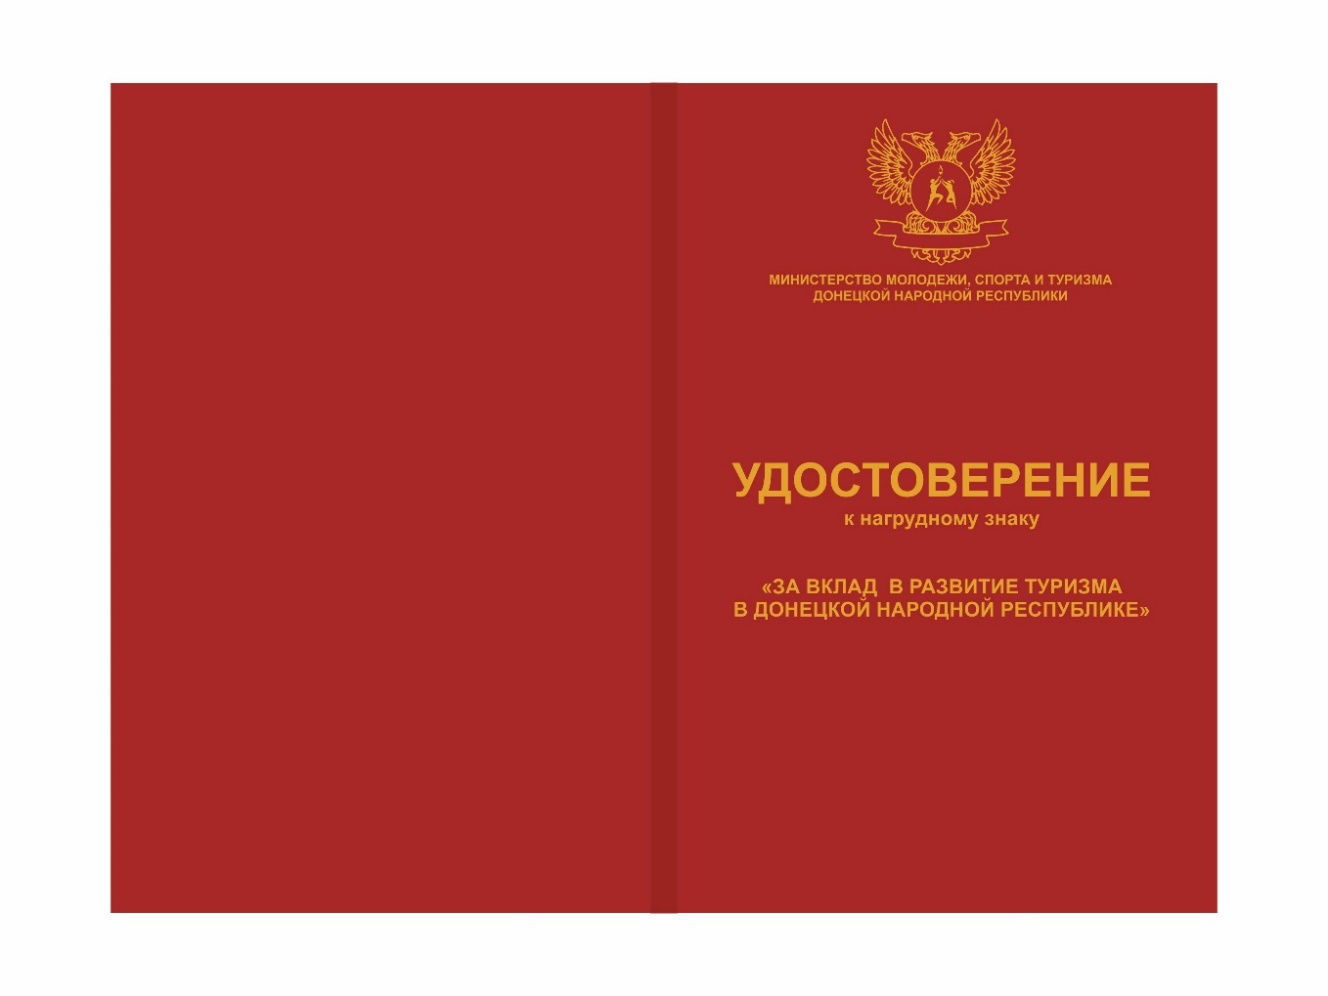 МИНИСТЕРСТВО МОЛОДЕЖИ, СПОРТА И ТУРИЗМА
ДОНЕЦКОЙ НАРОДНОЙ РЕСПУБЛИКИ
УДОСТОВЕРЕНИЕ
к нагрудному знаку
«ЗА ВКЛАД В РАЗВИТИЕ ТУРИЗМА
В ДОНЕЦКОЙ НАРОДНОЙ РЕСПУБЛИКЕ»